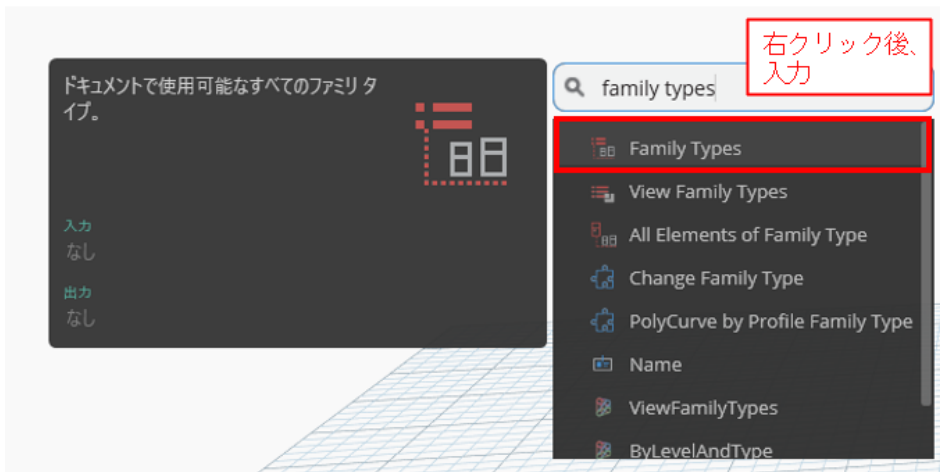 ドキュメントで使用可能なすべてのファミリ タ
イプ。
入力
なし
出力
なし
右クリック後、
入力
family types
Family Types
View Family Types
All Elements of Family Type
Change Family Type
PolyCurve by Profile Family Type
Name
ViewFamilyTypes
ByLevelAndType